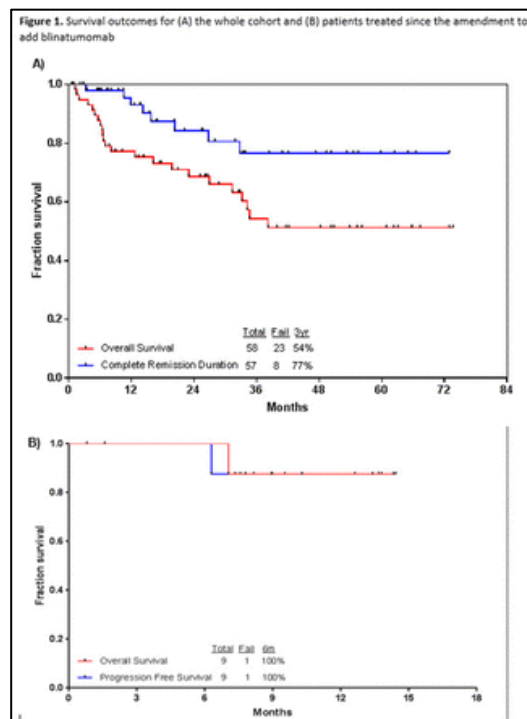 Figure 1. Survival outcomes for (A) the whole cohort and (B) patients treated since the amendment to
add blinatumomab
A)
Fraction survival
1.0
0.8
0.6
0.4
0.2
0.0
Total Fail 3yr
Overall Survival 58 23 54%
Complete Remission Duration 57 8 77%
0 12 24 36 48 60 72 84
Months
B)
Fraction survival
1.0
0.8
0.6
0.4
0.2
0.0
Total Fail 6m
Overall Survival 9 1 100%
Progression Free Survival 9 1 100%
0 3 6 9 12 15 18
Months